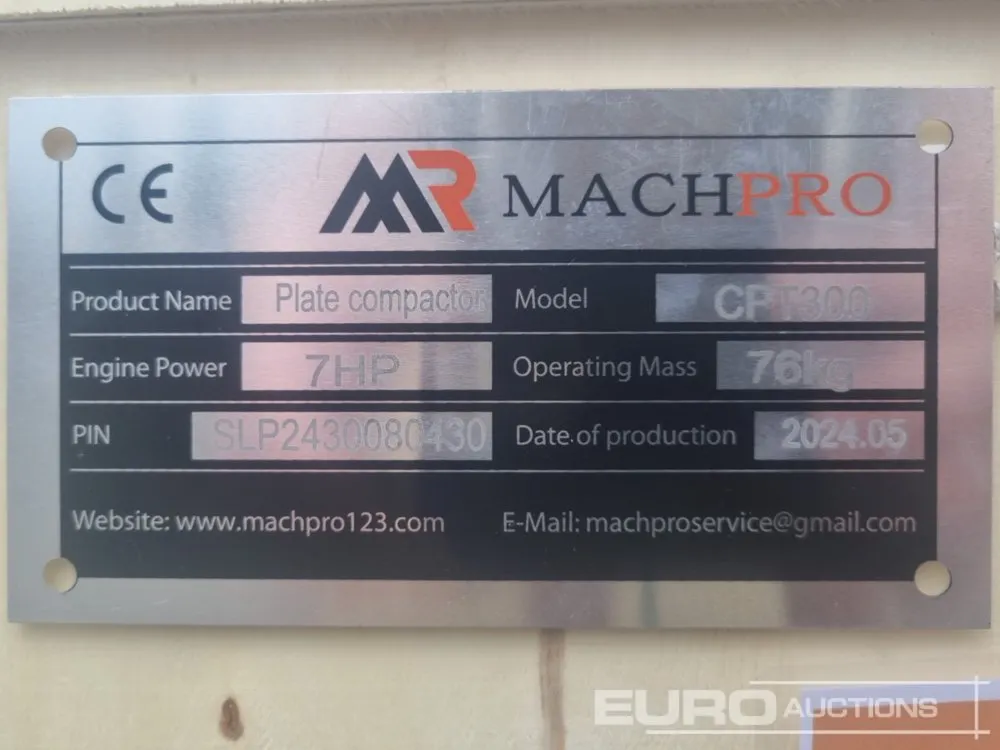 CE
MR MACHPRO
Product Name Plate compactor Model CPT300
Engine Power 7HP Operating Mass 76kg
PIN SLP2430080430 Date of production 2024.05
Website: www.machpro123.com E-Mail: machproservice@gmail.com
EURO AUCTIONS